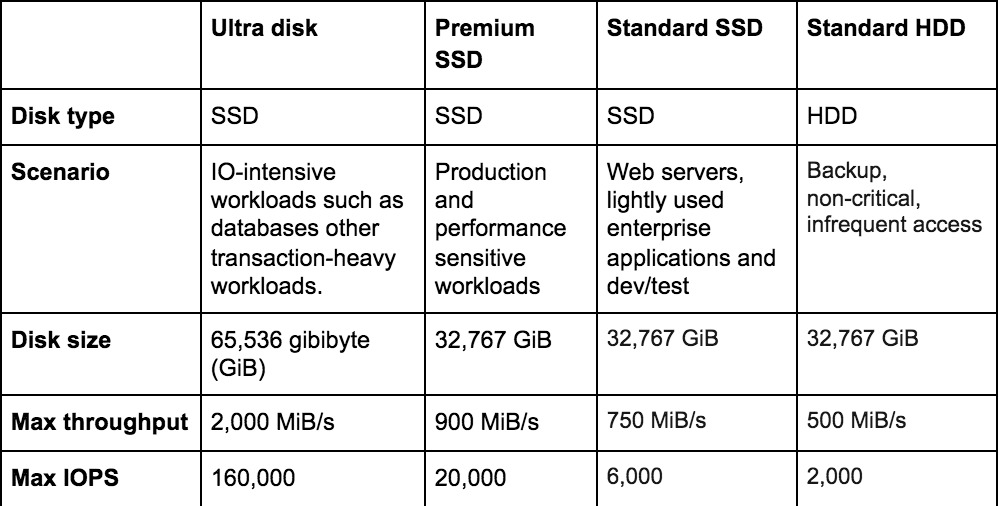 Ultra disk
Premium SSD
Standard SSD
Standard HDD
Disk type
SSD
SSD
SSD
HDD
Scenario
IO-intensive
workloads such as
databases other
transaction-heavy
workloads.
Production
and
performance
sensitive
workloads
Web servers,
lightly used
enterprise
applications and
dev/test
Backup,
non-critical,
infrequent access
Disk size
65,536 gibibyte
(GiB)
32,767 GiB
32,767 GiB
32,767 GiB
Max throughput
2,000 MiB/s
900 MiB/s
750 MiB/s
500 MiB/s
Max IOPS
160,000
20,000
6,000
2,000